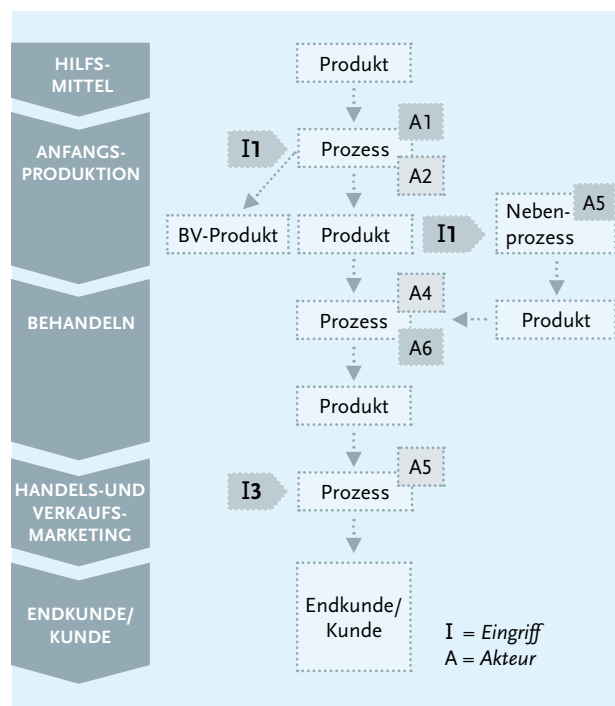 HILFS-
MITTEL
Produkt
ANFANGS-
PRODUKTION
I1
Prozess
A1
A2
BV-Produkt
Produkt
I1
Neben-
prozess
A5
BEHANDELN
Prozess
A4
A6
Produkt
Produkt
HANDELS-UND
VERKAUFS-
MARKETING
I3
Prozess
A5
ENDKUNDE/
KUNDE
Endkunde/
Kunde
I = Eingriff
A = Akteur